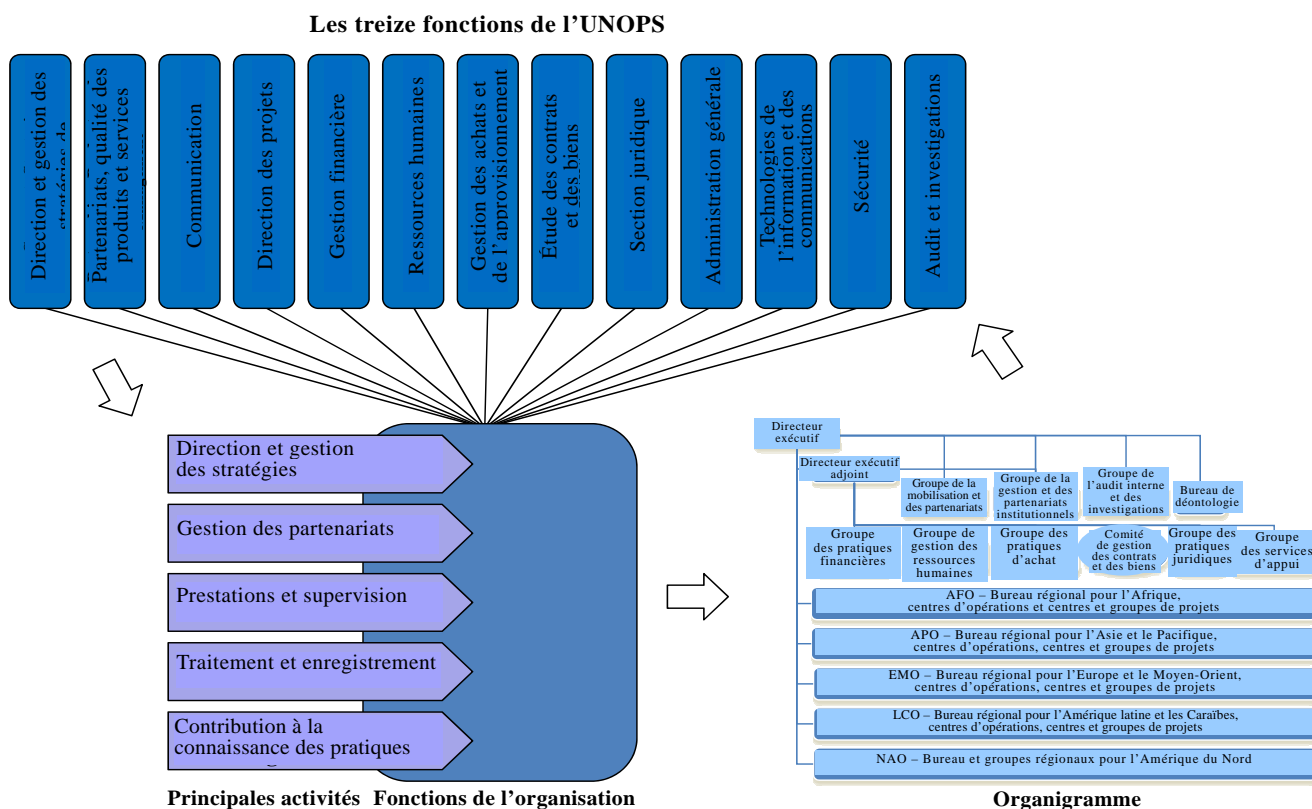 Les treize fonctions de l’UNOPS
Direction et gestion des
stratégies de
Partenariats, qualité des
produits et services
Communication
Direction des projets
Gestion financière
Ressources humaines
Gestion des achats et
de l’approvisionnement
Étude des contrats
et des biens
Section juridique
Administration générale
Technologies de
l’information et des
communications
Sécurité
Audit et investigations
Direction et gestion
des stratégies
Gestion des partenariats
Prestations et supervision
Traitement et enregistrement
Contribution à la
connaissance des pratiques
Principales activités
Fonctions de l’organisation
Directeur
exécutif
Directeur exécutif
adjoint
Groupe de la
mobilisation et
des partenariats
Groupe de la
gestion et des
partenariats
institutionnels
Groupe de
l’audit interne
et des
investigations
Bureau de
déontologie
Groupe
des pratiques
financières
Groupe de
gestion des
ressources
humaines
Groupe des
pratiques
d’achat
Comité
de gestion
des contrats
et des biens
Groupe des
pratiques
juridiques
Groupe
des services
d’appui
AFO – Bureau régional pour l’Afrique,
centres d’opérations et centres et groupes de projets
APO – Bureau régional pour l’Asie et le Pacifique,
centres d’opérations, centres et groupes de projets
EMO – Bureau régional pour l’Europe et le Moyen-Orient,
centres d’opérations, centres et groupes de projets
LCO – Bureau régional pour l’Amérique latine et les Caraïbes,
centres d’opérations, centres et groupes de projets
NAO – Bureau et groupes régionaux pour l’Amérique du Nord
Organigramme